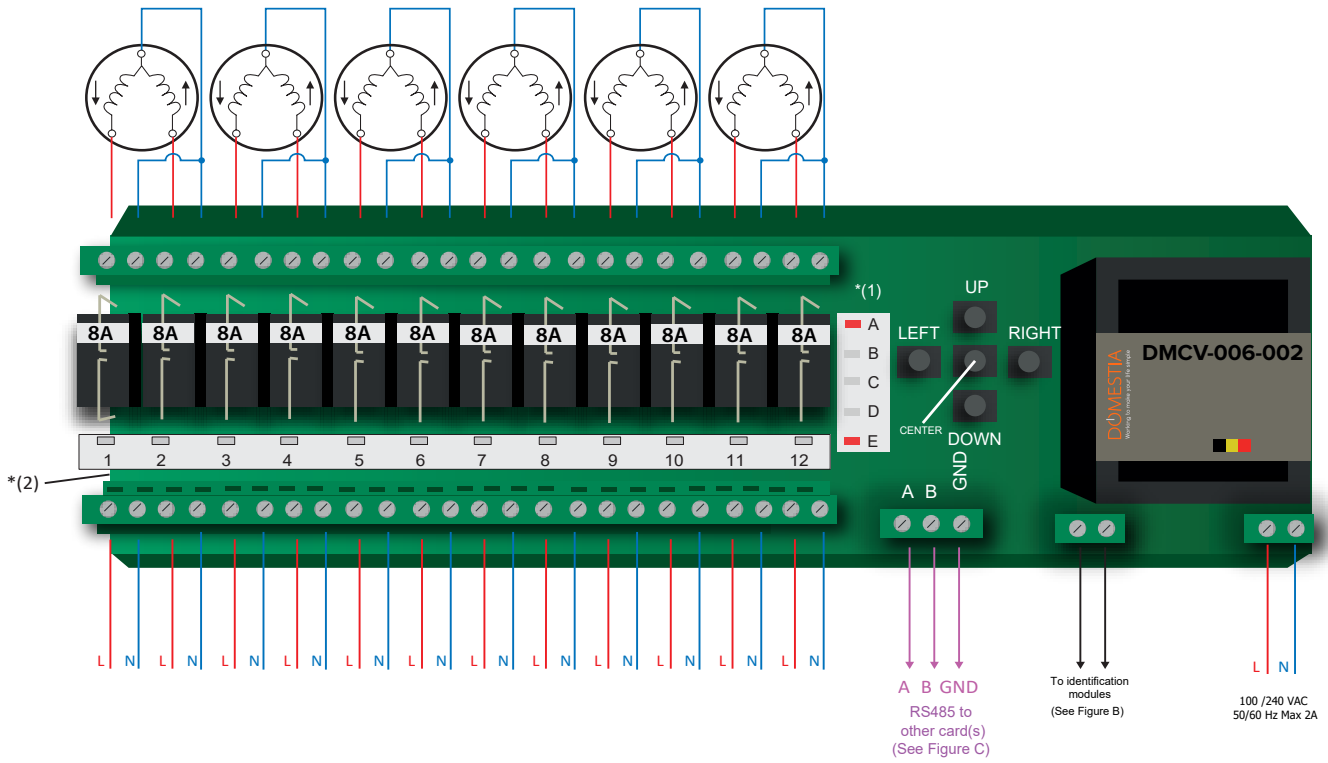 *(1)
UP
LEFT
RIGHT
CENTER
DOWN
A
B
C
D
E
8A 8A 8A 8A 8A 8A 8A 8A 8A 8A 8A 8A
1 2 3 4 5 6 7 8 9 10 11 12
*(2)
DOMESTIA
Working to make your life simple
DMCV-006-002
A B GND
L N L N L N L N L N L N L N L N L N L N L N L N
A B GND
RS485 to
other card(s)
(See Figure C)
To identification
modules
(See Figure B)
L N
100 /240 VAC
50/60 Hz Max 2A